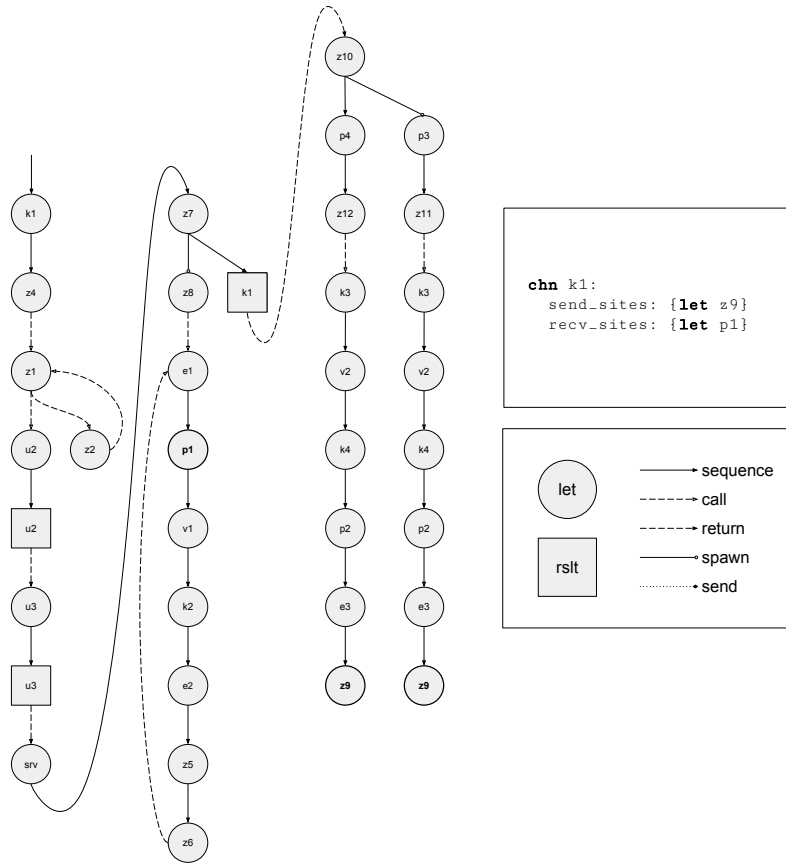 z10
p4 p3
k1 z7 z12 z11
z4 z8 k1 k3 k3
z1 e1 v2 v2
u2 z2 p1 k4 k4
u2 v1 p2 p2
u3 k2 e3 e3
u3 e2 z9 z9
srv z5
z6
chn k1:
send_sites: {let z9}
recv_sites: {let p1}
let
rslt
sequence
call
return
spawn
send